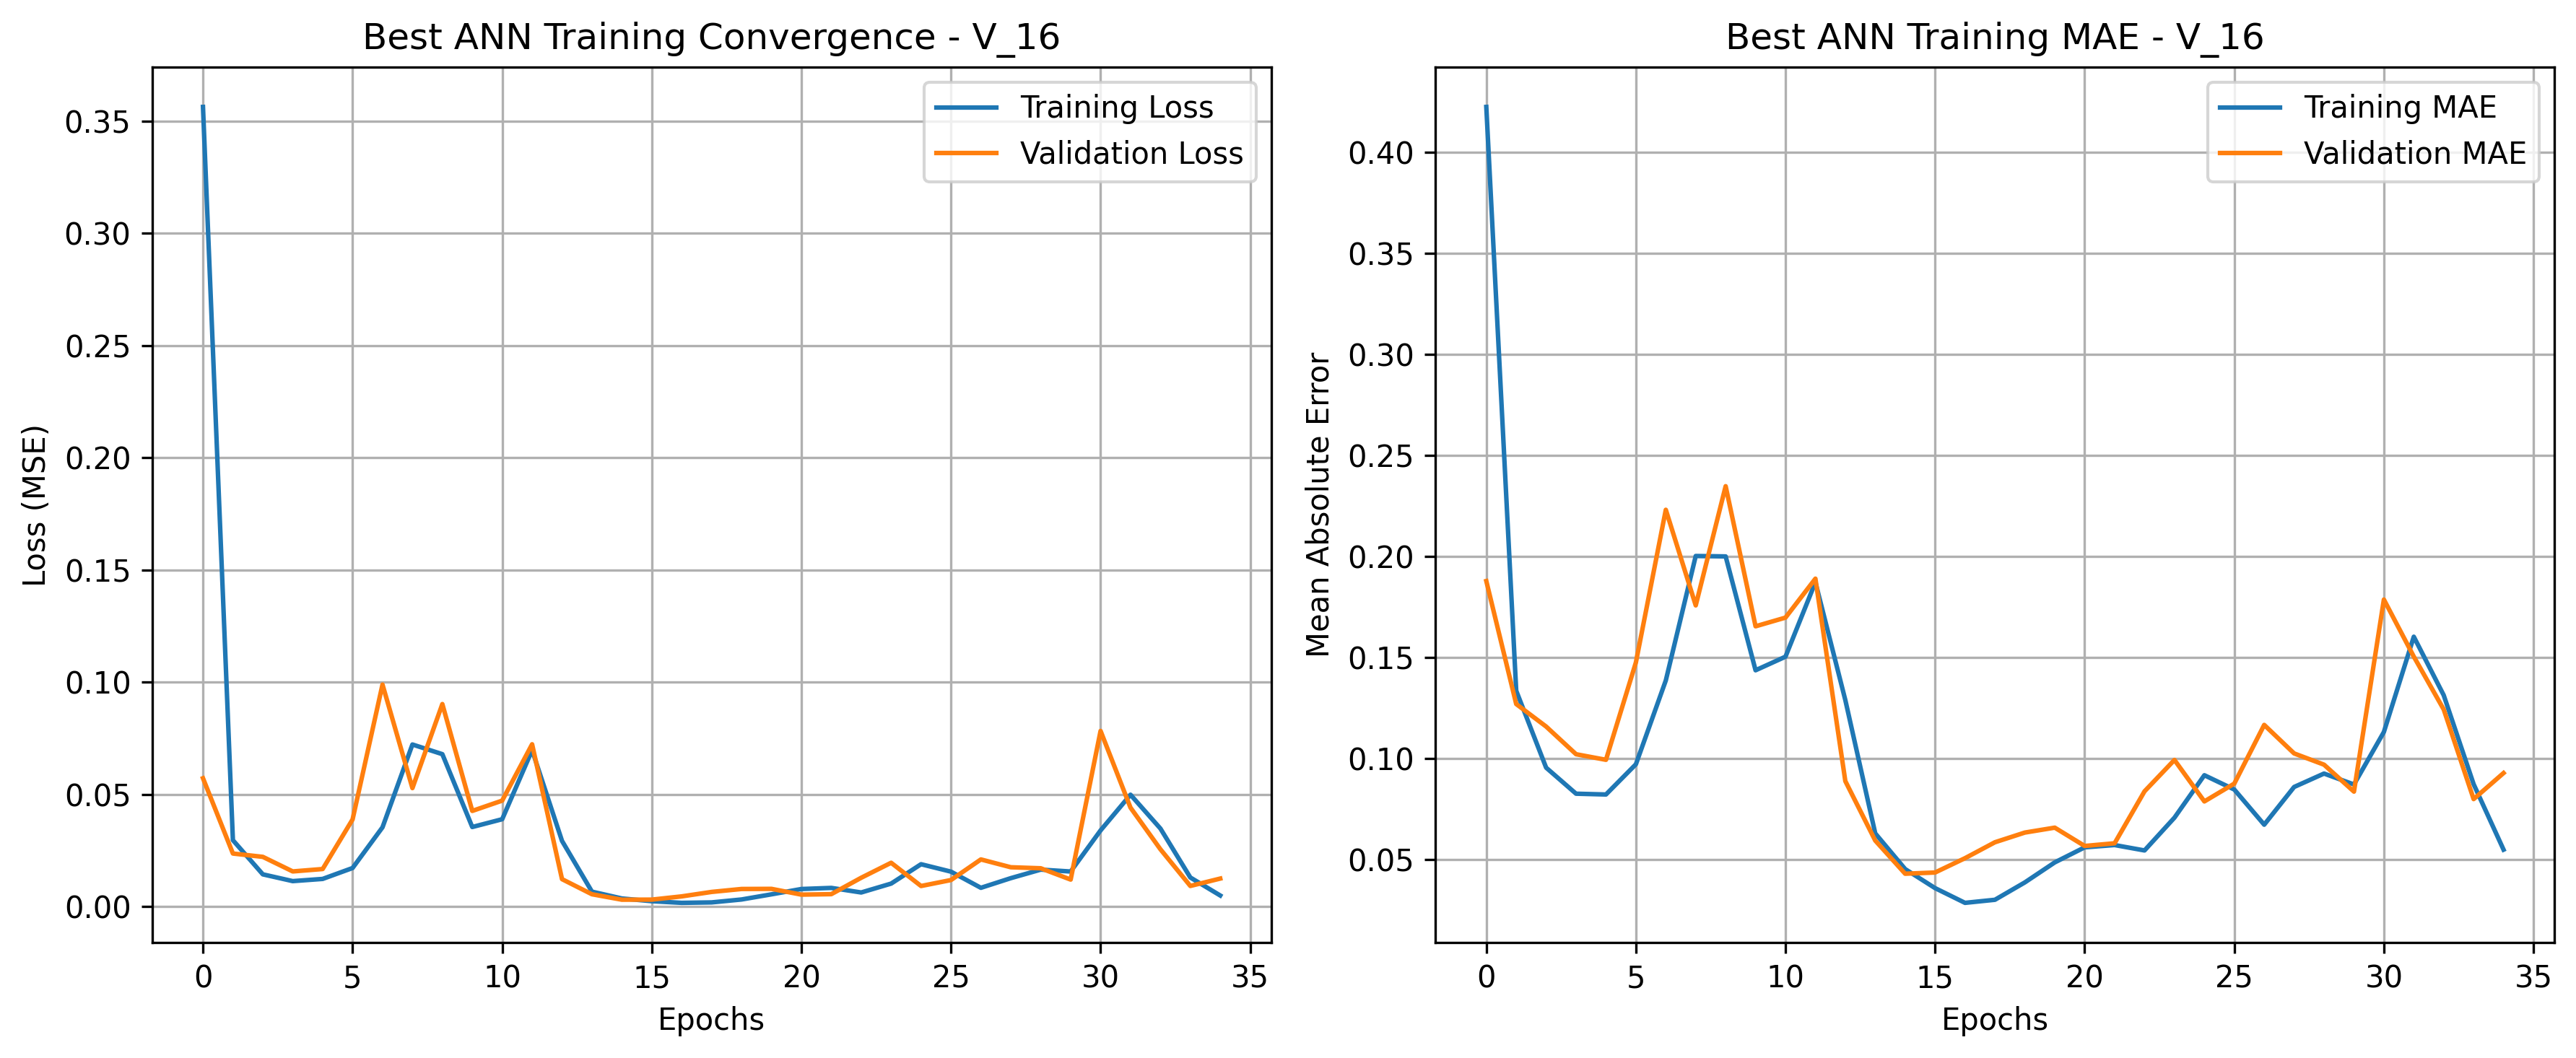 Best ANN Training Convergence - V_16
Training Loss
Validation Loss
Loss (MSE)
0.35
0.30
0.25
0.20
0.15
0.10
0.05
0.00
0 5 10 15 20 25 30 35
Epochs
Best ANN Training MAE - V_16
Training MAE
Validation MAE
Mean Absolute Error
0.40
0.35
0.30
0.25
0.20
0.15
0.10
0.05
0 5 10 15 20 25 30 35
Epochs